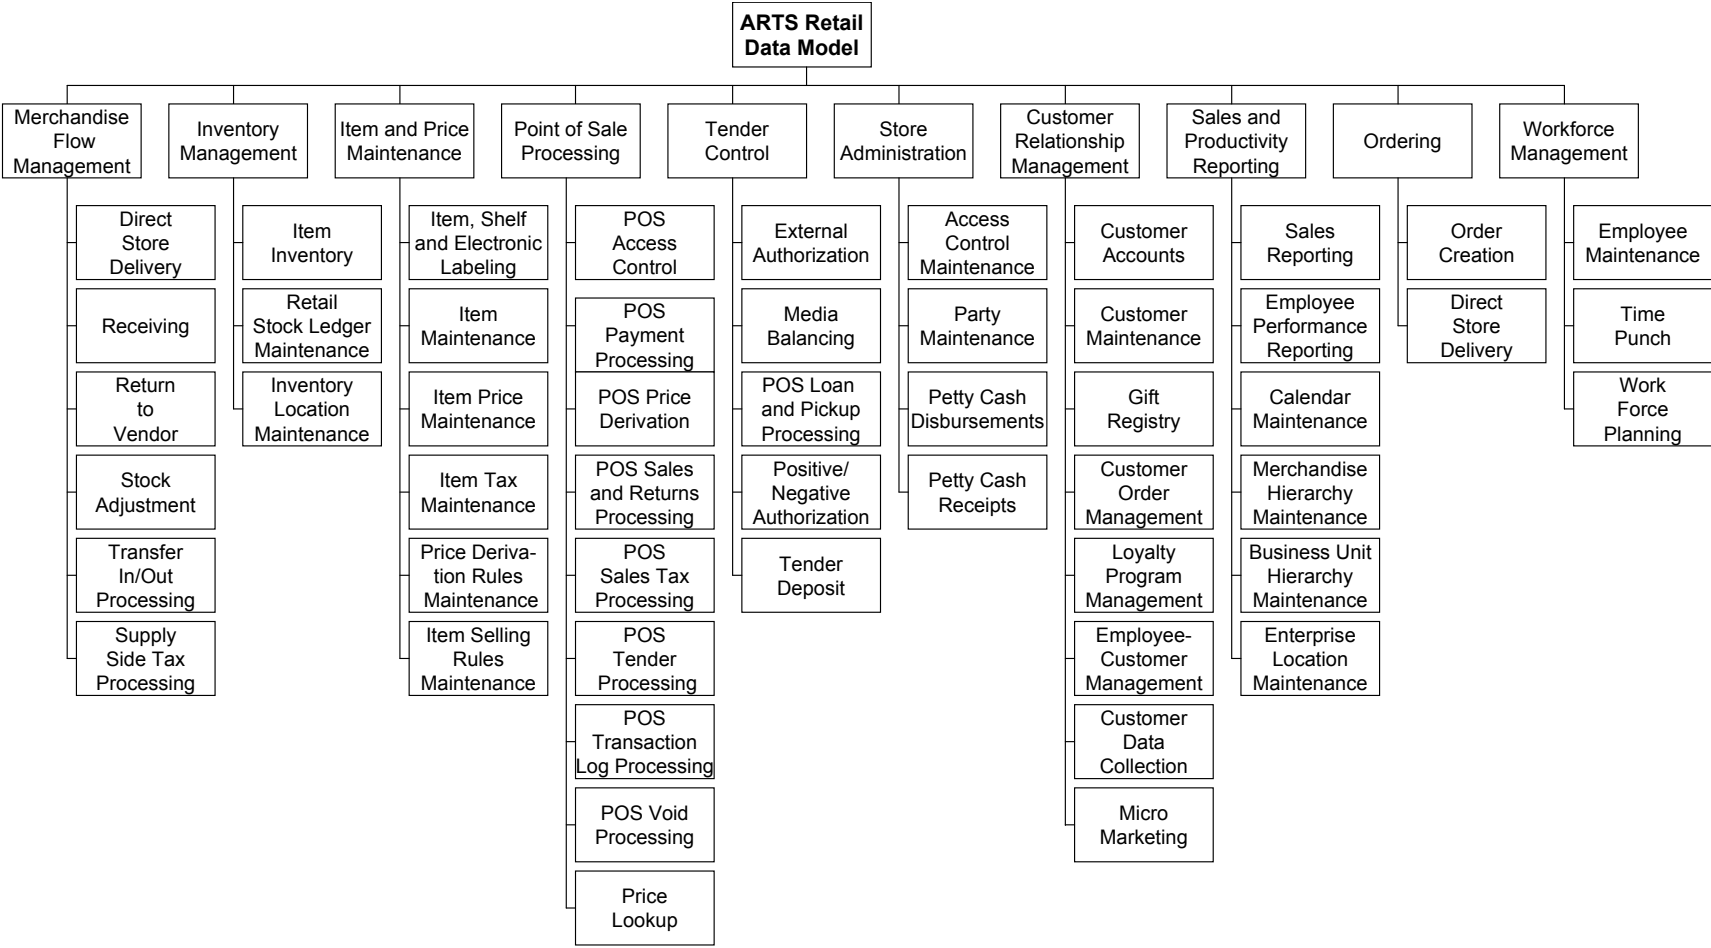 ARTS Retail
Data Model
Merchandise
Flow
Management
Inventory
Management
Item and Price
Maintenance
Point of Sale
Processing
Tender
Control
Store
Administration
Customer
Relationship
Management
Sales and
Productivity
Reporting
Ordering
Workforce
Management
Direct
Store
Delivery
Receiving
Return
to
Vendor
Stock
Adjustment
Transfer
In/Out
Processing
Supply
Side Tax
Processing
Item
Inventory
Retail
Stock Ledger
Maintenance
Inventory
Location
Maintenance
Item, Shelf
and Electronic
Labeling
Item
Maintenance
Item Price
Maintenance
Item Tax
Maintenance
Price Deriva-
tion Rules
Maintenance
Item Selling
Rules
Maintenance
POS
Access
Control
POS
Payment
Processing
POS Price
Derivation
POS Sales
and Returns
Processing
POS
Sales Tax
Processing
POS
Tender
Processing
POS
Transaction
Log Processing
POS Void
Processing
Price
Lookup
External
Authorization
Media
Balancing
POS Loan
and Pickup
Processing
Positive/
Negative
Authorization
Tender
Deposit
Access
Control
Maintenance
Party
Maintenance
Petty Cash
Disbursements
Petty Cash
Receipts
Customer
Accounts
Customer
Maintenance
Gift
Registry
Customer
Order
Management
Loyalty
Program
Management
Employee-
Customer
Management
Customer
Data
Collection
Micro
Marketing
Sales
Reporting
Employee
Performance
Reporting
Calendar
Maintenance
Merchandise
Hierarchy
Maintenance
Business Unit
Hierarchy
Maintenance
Enterprise
Location
Maintenance
Order
Creation
Direct
Store
Delivery
Employee
Maintenance
Time
Punch
Work
Force
Planning